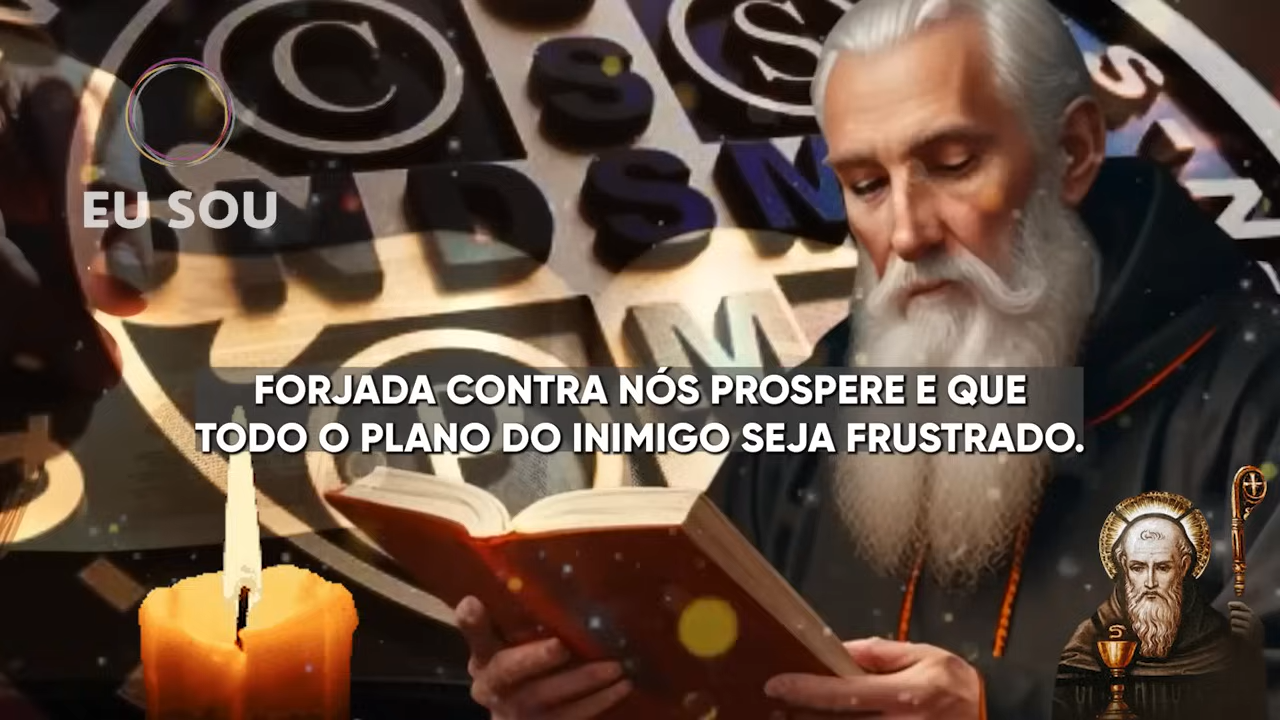 C
S
S
S
N D S M
M
EU SOU
FORJADA CONTRA NÓS PROSPERE E QUE
TODO O PLANO DO INIMIGO SEJA FRUSTRADO.